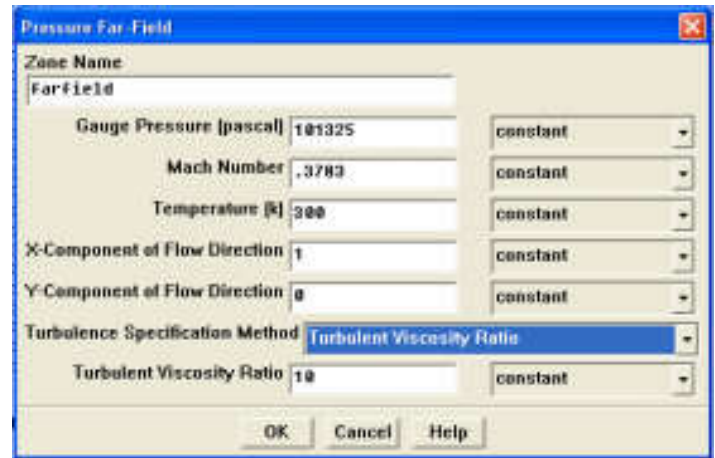 Pressure Far-Field
Zone Name
Farfield
Gauge Pressure (pascal) 101325 constant
Mach Number .3783 constant
Temperature (k) 300 constant
X-Component of Flow Direction 1 constant
Y-Component of Flow Direction 0 constant
Turbulence Specification Method Turbulent Viscosity Ratio
Turbulent Viscosity Ratio 10 constant
OK Cancel Help